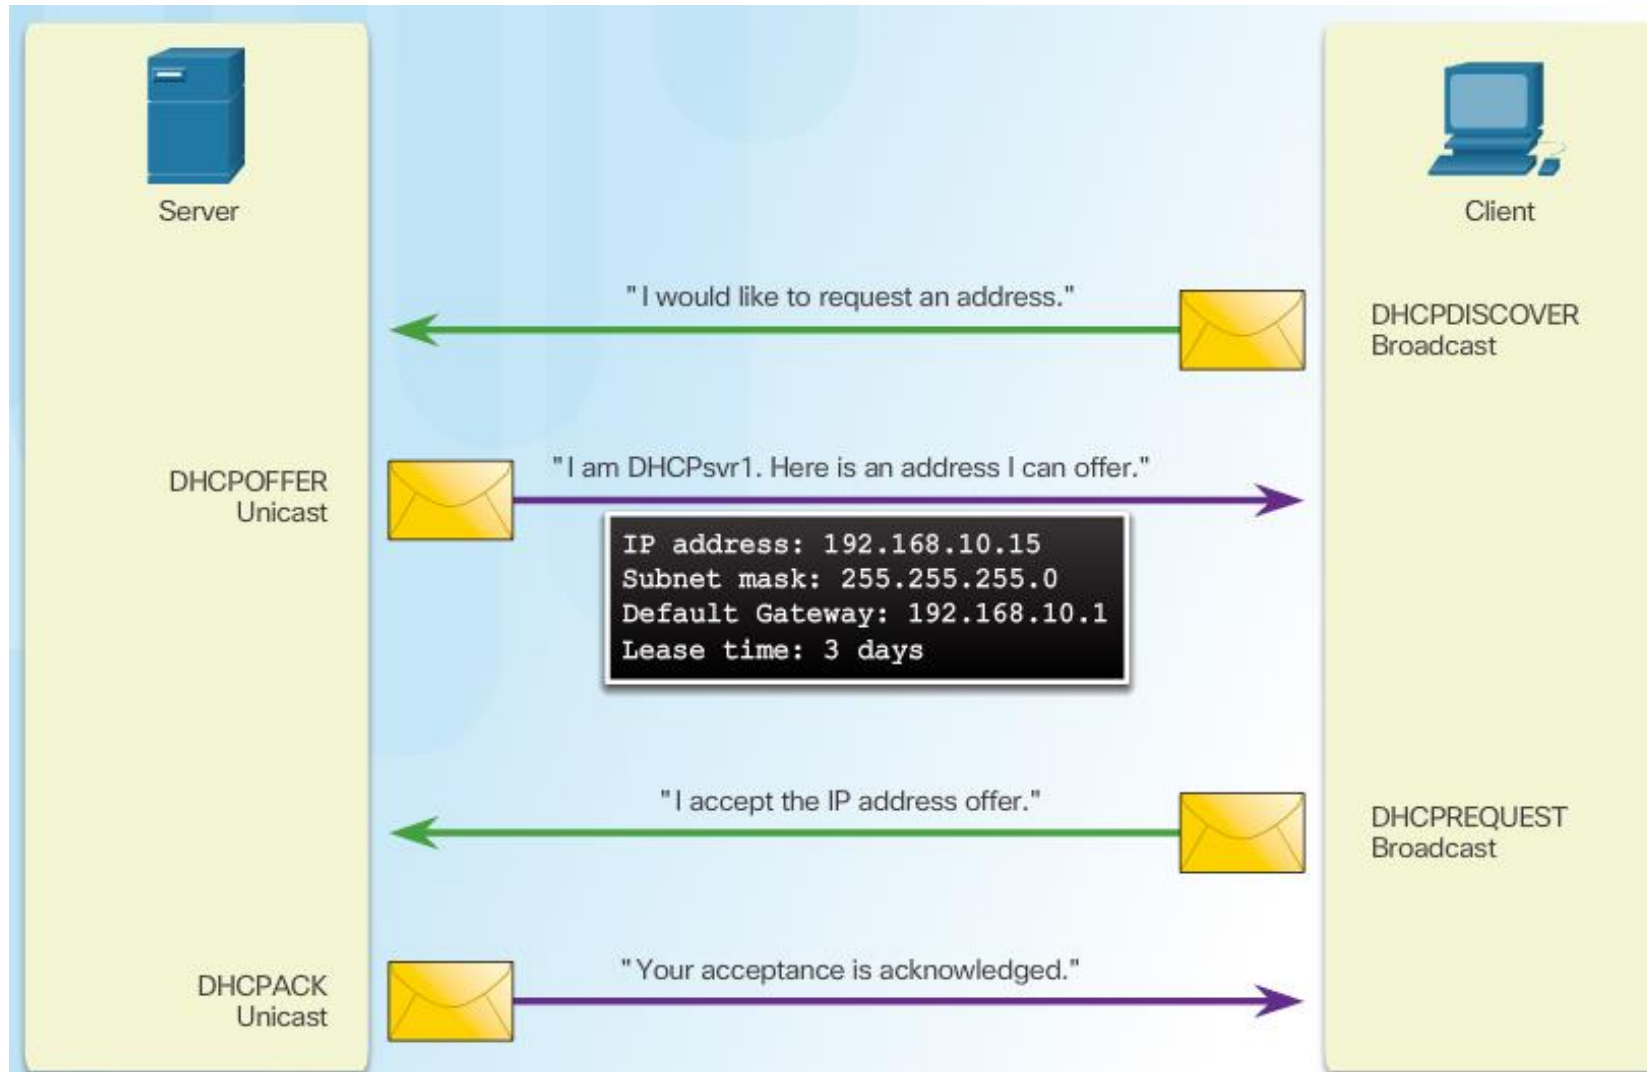 Server
Client
"I would like to request an address."
DHCPDISCOVER
Broadcast
DHCPOFFER
Unicast
"I am DHCPsvr1. Here is an address I can offer."
IP address: 192.168.10.15
Subnet mask: 255.255.255.0
Default Gateway: 192.168.10.1
Lease time: 3 days
"I accept the IP address offer."
DHCPREQUEST
Broadcast
DHCPACK
Unicast
"Your acceptance is acknowledged."